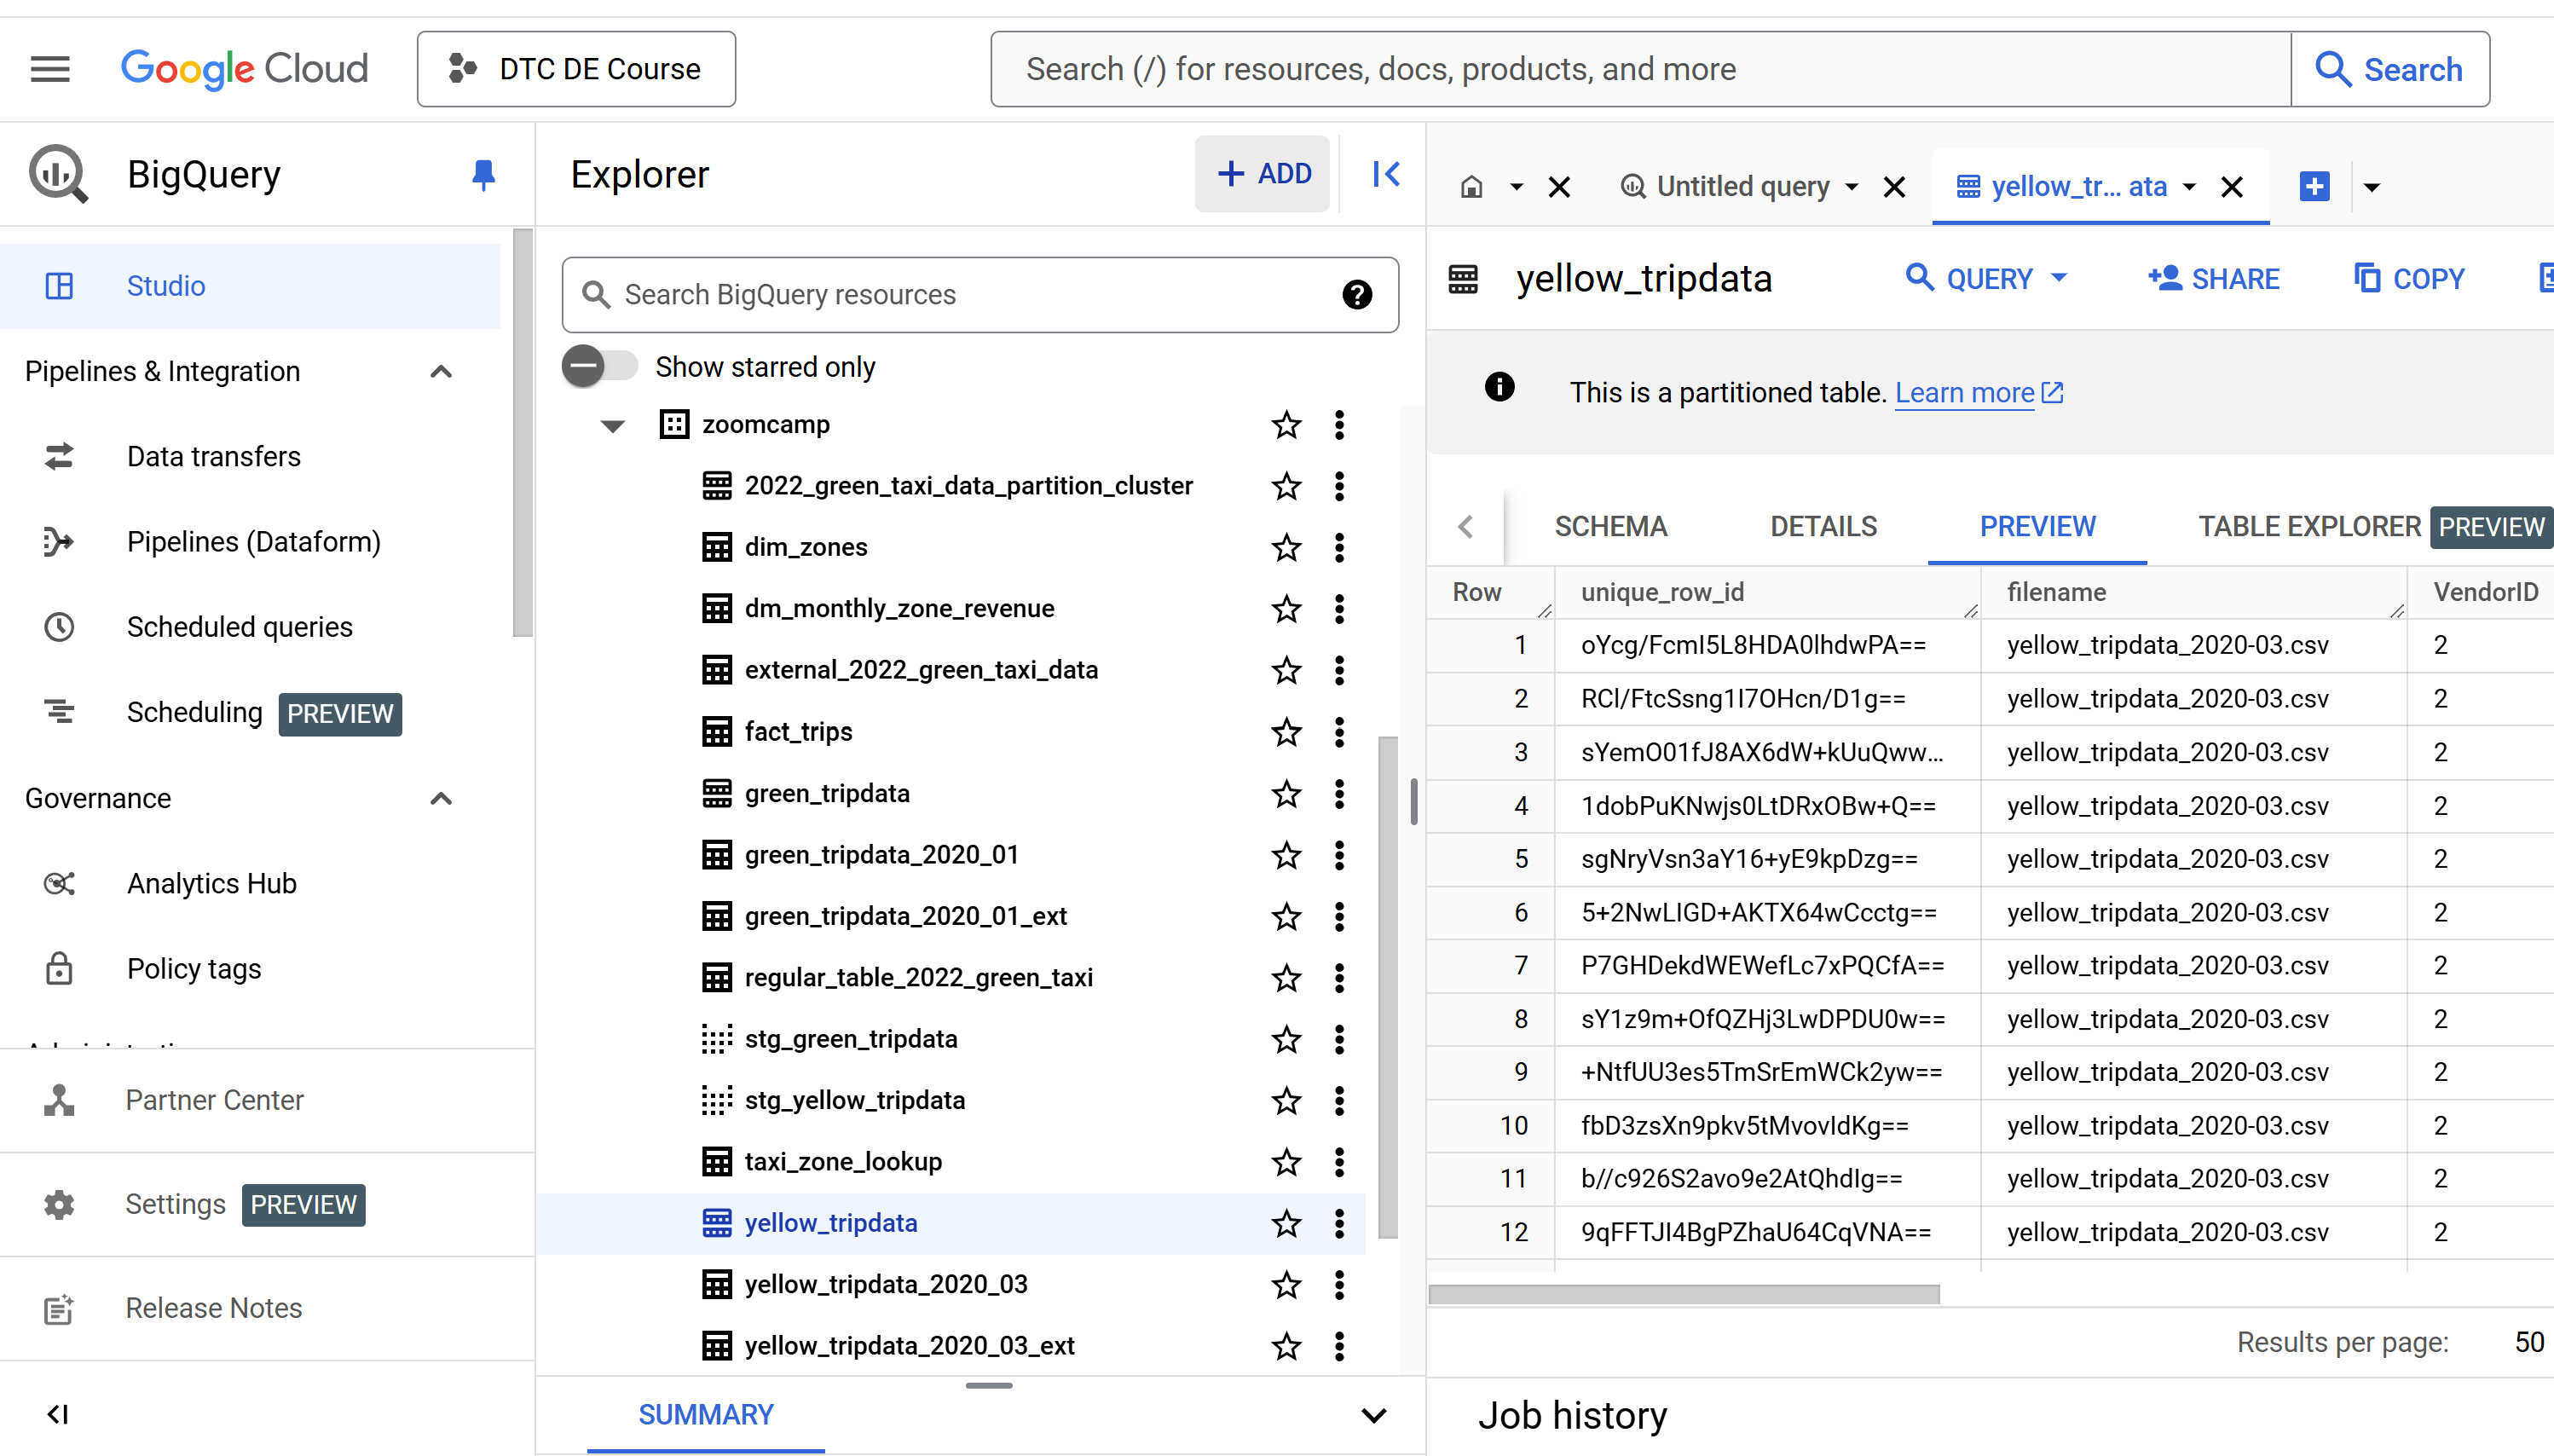 Google Cloud
DTC DE Course
Search (/) for resources, docs, products, and more
Search
BigQuery
Studio
Pipelines & Integration
Data transfers
Pipelines (Dataform)
Scheduled queries
Scheduling PREVIEW
Governance
Analytics Hub
Policy tags
Partner Center
Settings PREVIEW
Release Notes
Explorer
+ ADD
Search BigQuery resources
Show starred only
zoomcamp
2022_green_taxi_data_partition_cluster
dim_zones
dm_monthly_zone_revenue
external_2022_green_taxi_data
fact_trips
green_tripdata
green_tripdata_2020_01
green_tripdata_2020_01_ext
regular_table_2022_green_taxi
stg_green_tripdata
stg_yellow_tripdata
taxi_zone_lookup
yellow_tripdata
yellow_tripdata_2020_03
yellow_tripdata_2020_03_ext
SUMMARY
Untitled query
yellow_tr... ata
yellow_tripdata
QUERY
SHARE
COPY
This is a partitioned table. Learn more
SCHEMA DETAILS PREVIEW TABLE EXPLORER PREVIEW
Row unique_row_id filename VendorID
1 oYcg/FcmI5L8HDA0lhdwPA== yellow_tripdata_2020-03.csv 2
2 RCl/FtcSsng1I7OHcn/D1g== yellow_tripdata_2020-03.csv 2
3 sYemO01fJ8AX6dW+kUuQww... yellow_tripdata_2020-03.csv 2
4 1dobPuKNwjs0LtDRxOBw+Q== yellow_tripdata_2020-03.csv 2
5 sgNryVsn3aY16+yE9kpDzg== yellow_tripdata_2020-03.csv 2
6 5+2NwLIGD+AKTX64wCcctg== yellow_tripdata_2020-03.csv 2
7 P7GHDekdWEWefLc7xPQCfA== yellow_tripdata_2020-03.csv 2
8 sY1z9m+OfQZHj3LwDPDU0w== yellow_tripdata_2020-03.csv 2
9 +NtfUU3es5TmSrEmWCk2yw== yellow_tripdata_2020-03.csv 2
10 fbD3zsXn9pkv5tMvovIdKg== yellow_tripdata_2020-03.csv 2
11 b//c926S2avo9e2AtQhdIg== yellow_tripdata_2020-03.csv 2
12 9qFFTJI4BgPZhaU64CqVNA== yellow_tripdata_2020-03.csv 2
Results per page: 50
Job history